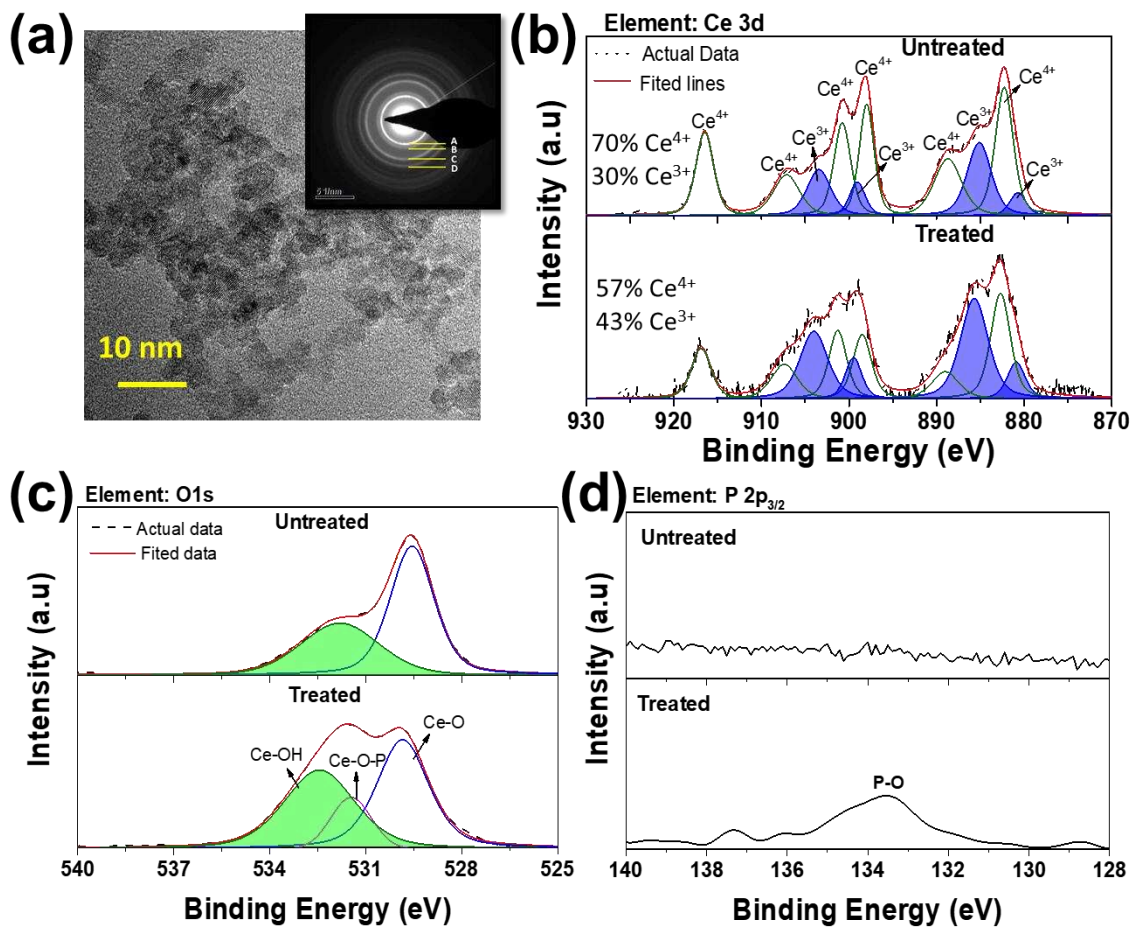 (a)
A
B
C
D
10 nm
(b)
Element: Ce 3d
Actual Data
Fited lines
Untreated
70% Ce⁴⁺
30% Ce³⁺
Ce⁴⁺
Ce⁴⁺
Ce³⁺
Ce⁴⁺
Ce⁴⁺
Ce³⁺
Ce⁴⁺
Ce³⁺
Ce⁴⁺
Ce³⁺
Treated
57% Ce⁴⁺
43% Ce³⁺
Intensity (a.u)
930 920 910 900 890 880 870
Binding Energy (eV)
(c)
Element: O1s
Actual data
Fited data
Untreated
Treated
Ce-OH
Ce-O-P
Ce-O
Intensity (a.u)
540 537 534 531 528 525
Binding Energy (eV)
(d)
Element: P 2p₃/₂
Untreated
Treated
P-O
Intensity (a.u)
140 138 136 134 132 130 128
Binding Energy (eV)